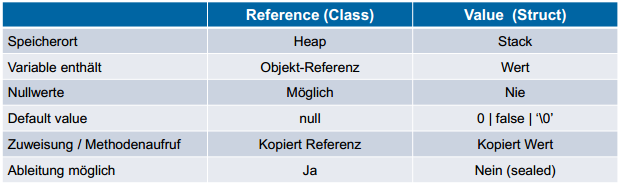 Reference (Class) Value (Struct)
Speicherort Heap Stack
Variable enthält Objekt-Referenz Wert
Nullwerte Möglich Nie
Default value null 0 | false | ‘\0’
Zuweisung / Methodenaufruf Kopiert Referenz Kopiert Wert
Ableitung möglich Ja Nein (sealed)